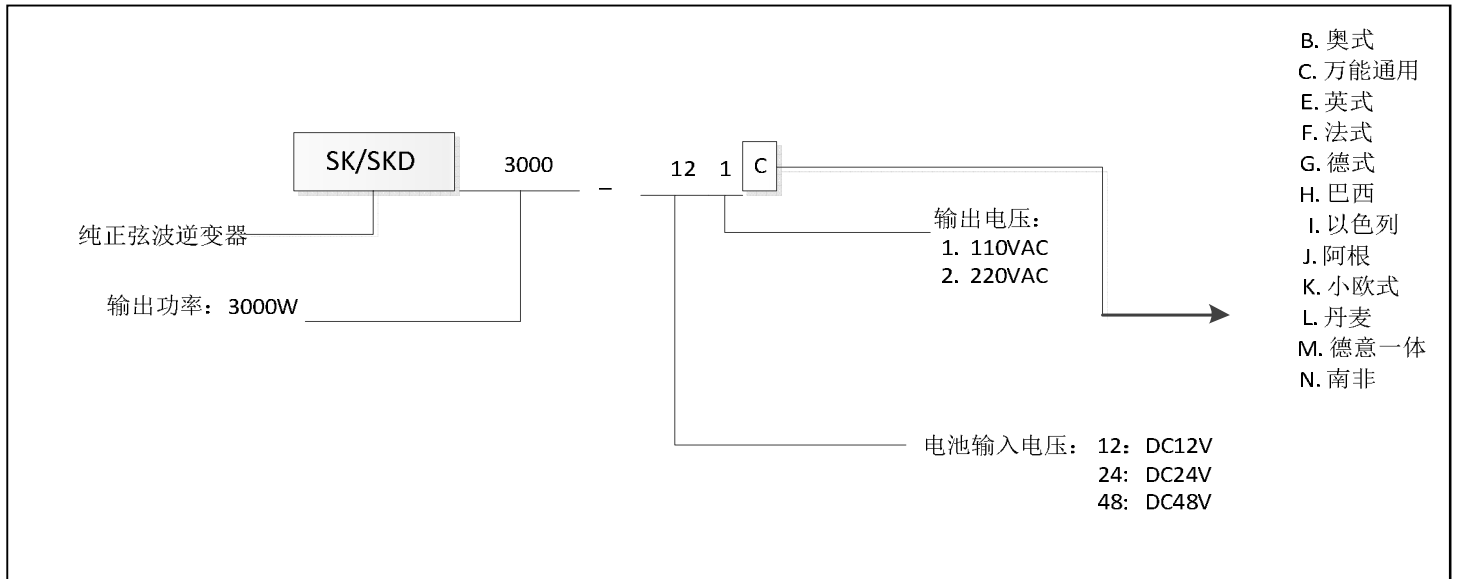 B. 奥式
C. 万能通用
E. 英式
F. 法式
G. 德式
H. 巴西
I. 以色列
J. 阿根
K. 小欧式
L. 丹麦
M. 德意一体
N. 南非
SK/SKD 3000 – 12 1 C
纯正弦波逆变器
输出功率：3000W
输出电压：
1. 110VAC
2. 220VAC
电池输入电压： 12： DC12V
24： DC24V
48： DC48V